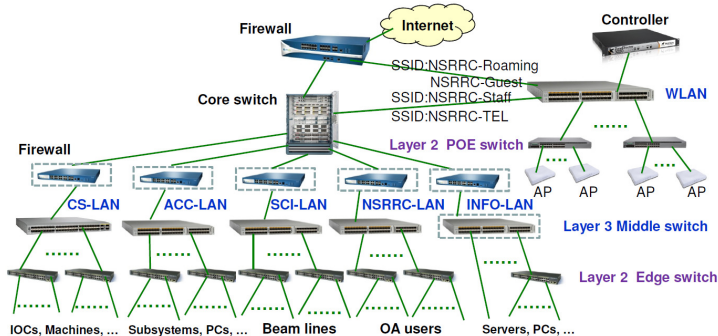 Internet
Firewall
Controller
SSID:NSRRC-Roaming
NSRRC-Guest
SSID:NSRRC-Staff
SSID:NSRRC-TEL
WLAN
Core switch
Layer 2 POE switch
Firewall
AP
AP
AP
AP
CS-LAN
ACC-LAN
SCI-LAN
NSRRC-LAN
INFO-LAN
Layer 3 Middle switch
Layer 2 Edge switch
IOCs, Machines, ...
Subsystems, PCs, ...
Beam lines
OA users
Servers, PCs, ...